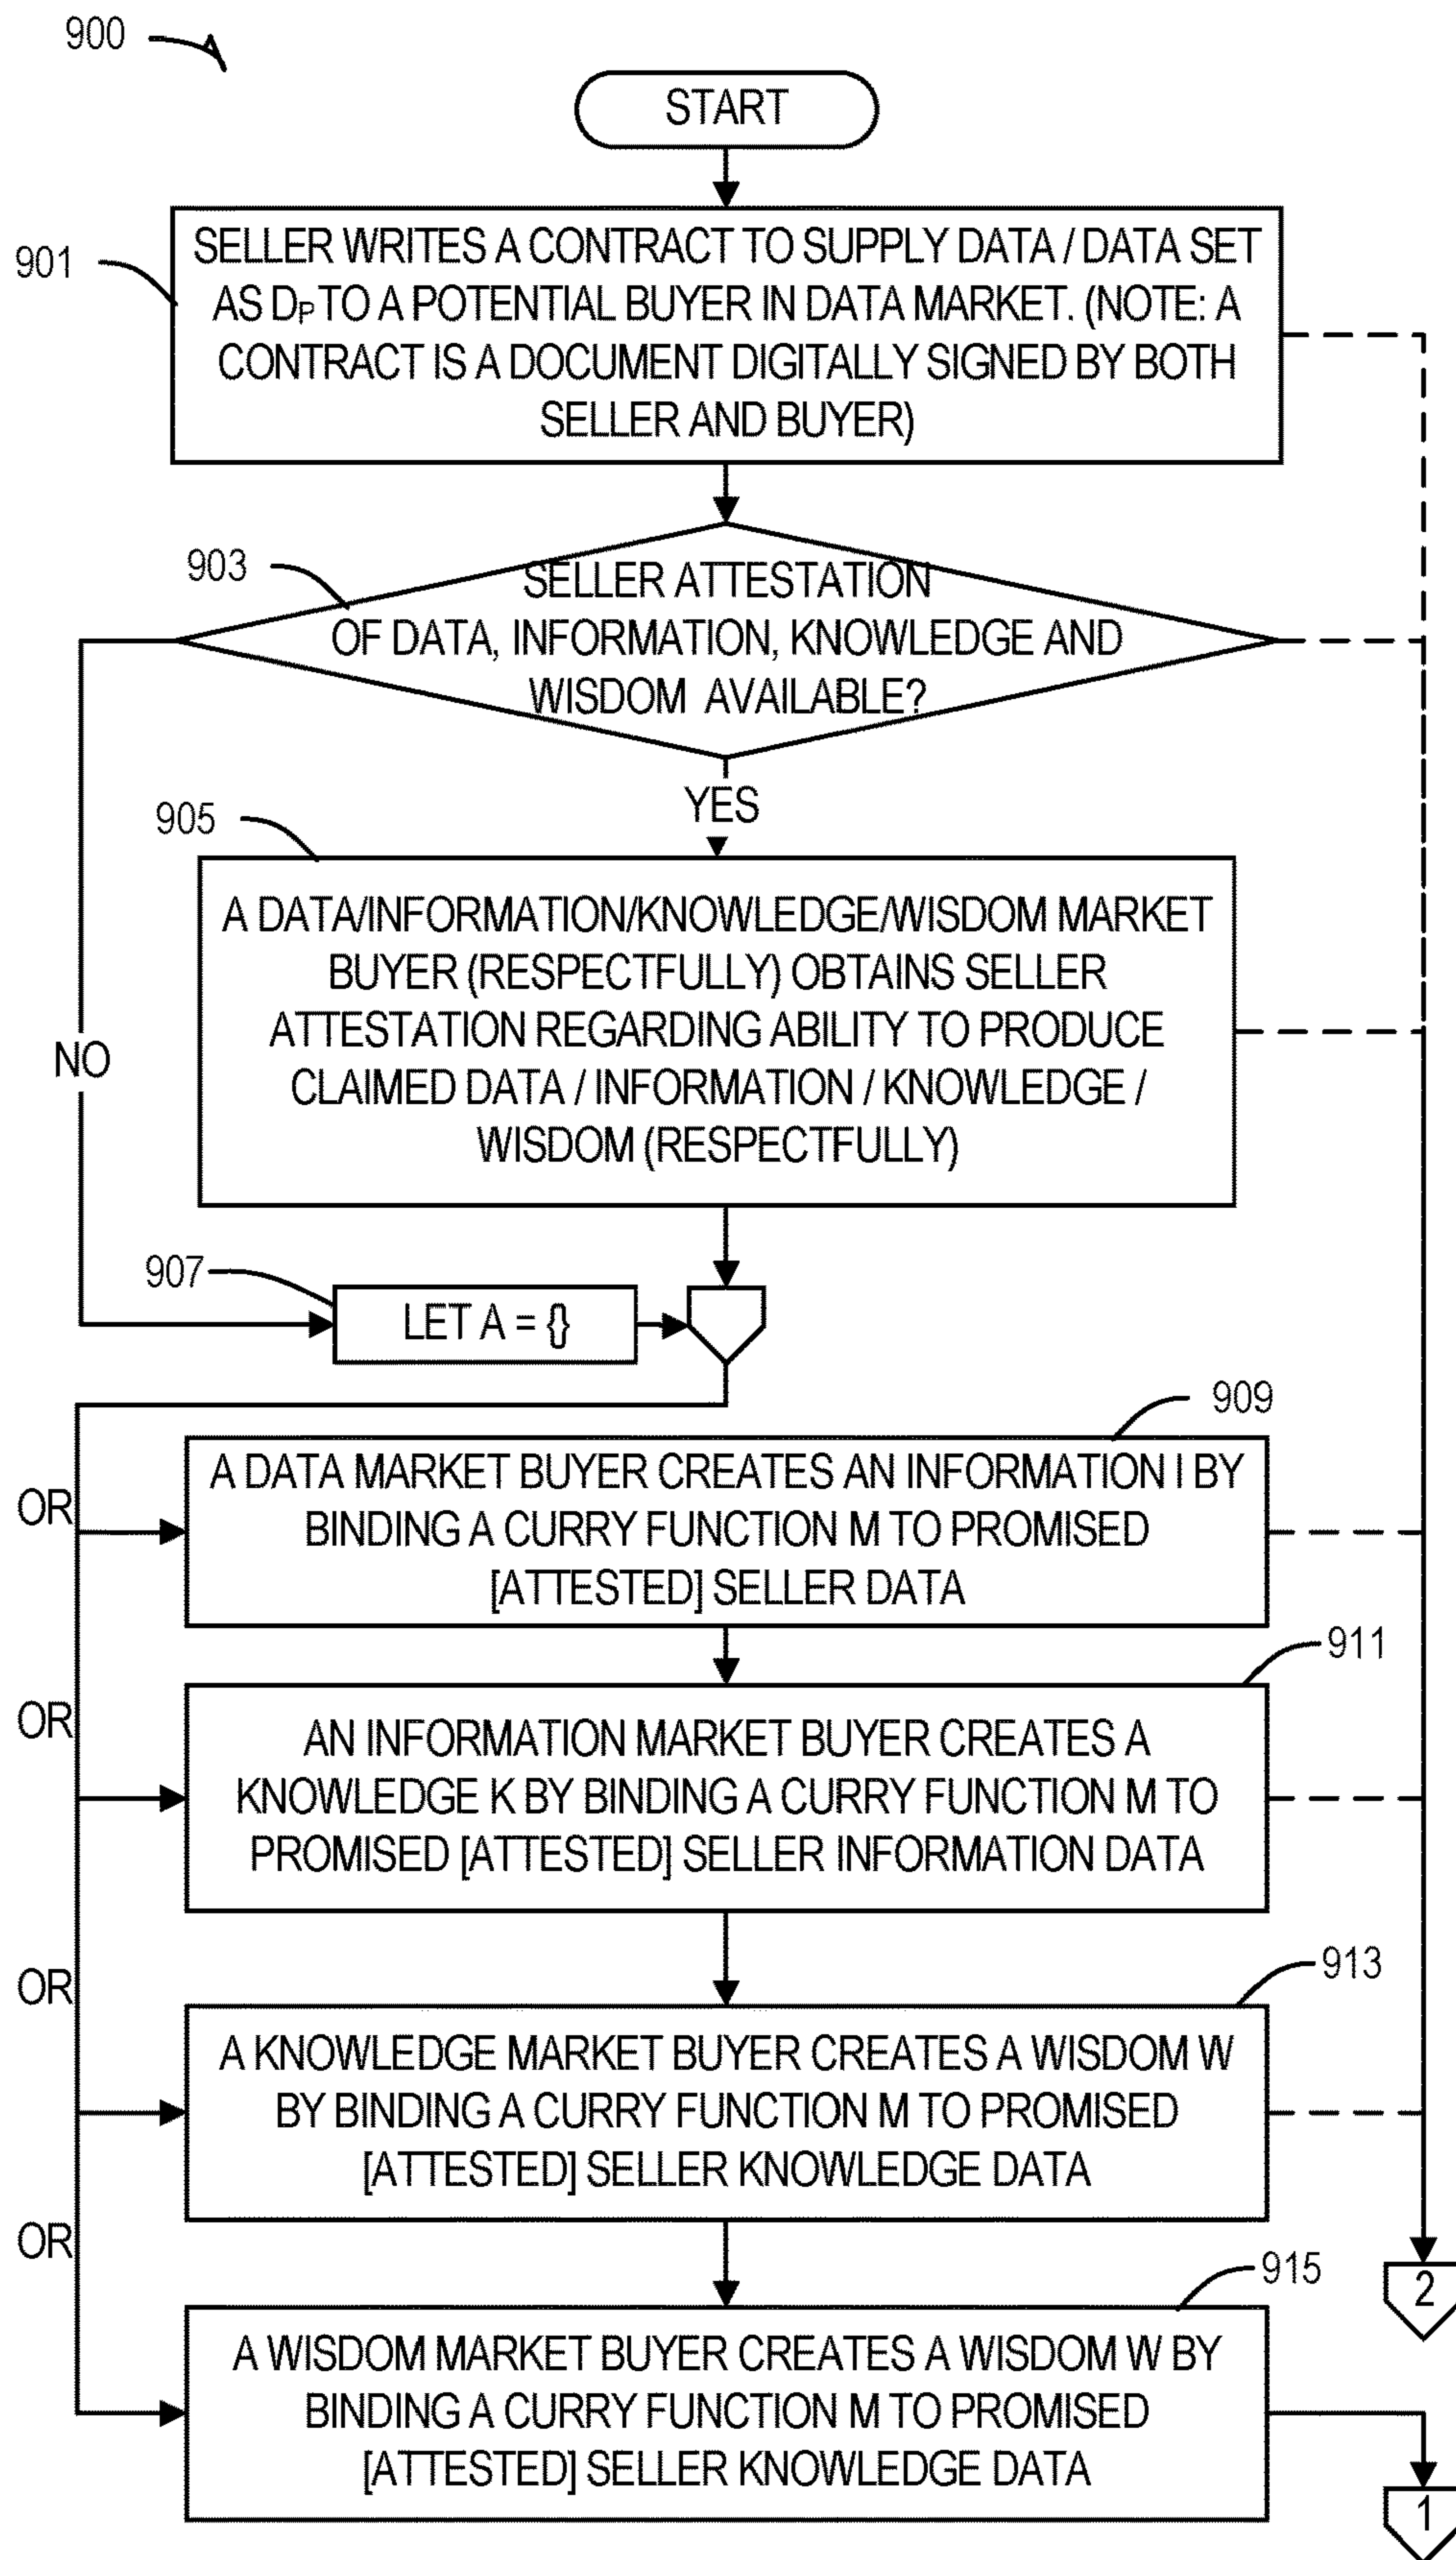 900
START
901
SELLER WRITES A CONTRACT TO SUPPLY DATA / DATA SET
AS DP TO A POTENTIAL BUYER IN DATA MARKET. (NOTE: A
CONTRACT IS A DOCUMENT DIGITALLY SIGNED BY BOTH
SELLER AND BUYER)
903
SELLER ATTESTATION
OF DATA, INFORMATION, KNOWLEDGE AND
WISDOM AVAILABLE?
YES
905
A DATA/INFORMATION/KNOWLEDGE/WISDOM MARKET
BUYER (RESPECTFULLY) OBTAINS SELLER
ATTESTATION REGARDING ABILITY TO PRODUCE
CLAIMED DATA / INFORMATION / KNOWLEDGE /
WISDOM (RESPECTFULLY)
NO
907
LET A = {}
909
A DATA MARKET BUYER CREATES AN INFORMATION I BY
BINDING A CURRY FUNCTION M TO PROMISED
[ATTESTED] SELLER DATA
OR
911
AN INFORMATION MARKET BUYER CREATES A
KNOWLEDGE K BY BINDING A CURRY FUNCTION M TO
PROMISED [ATTESTED] SELLER INFORMATION DATA
OR
913
A KNOWLEDGE MARKET BUYER CREATES A WISDOM W
BY BINDING A CURRY FUNCTION M TO PROMISED
[ATTESTED] SELLER KNOWLEDGE DATA
OR
915
A WISDOM MARKET BUYER CREATES A WISDOM W BY
BINDING A CURRY FUNCTION M TO PROMISED
[ATTESTED] SELLER KNOWLEDGE DATA
OR
2
1